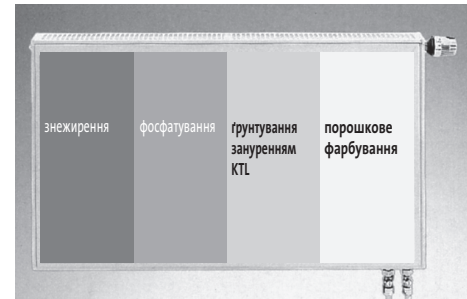 знежирення
фосфатування
ґрунтування
зануренням
KTL
порошкове
фарбування